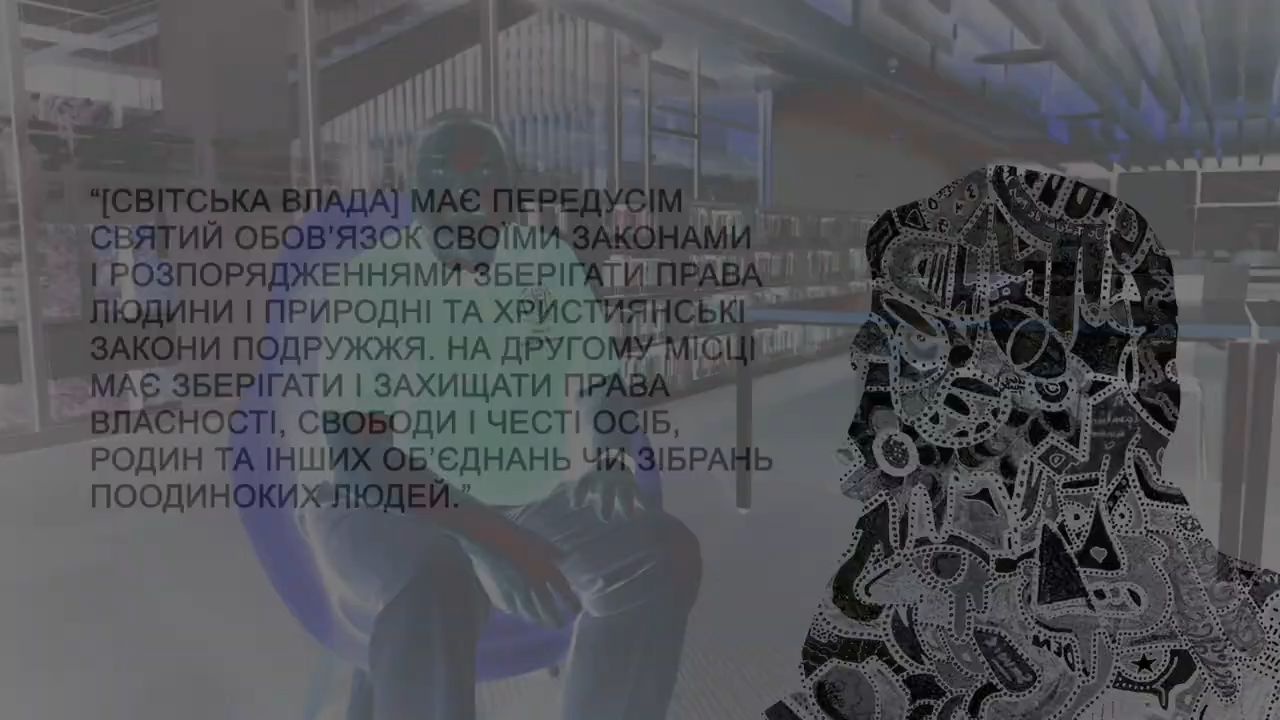 “[СВІТСЬКА ВЛАДА] МАЄ ПЕРЕДУСІМ
СВЯТИЙ ОБОВ’ЯЗОК СВОЇМИ ЗАКОНАМИ
І РОЗПОРЯДЖЕННЯМИ ЗБЕРІГАТИ ПРАВА
ЛЮДИНИ І ПРИРОДНІ ТА ХРИСТИЯНСЬКІ
ЗАКОНИ ПОДРУЖЖЯ. НА ДРУГОМУ МІСЦІ
МАЄ ЗБЕРІГАТИ І ЗАХИЩАТИ ПРАВА
ВЛАСНОСТІ, СВОБОДИ І ЧЕСТІ ОСІБ,
РОДИН ТА ІНШИХ ОБ’ЄДНАНЬ ЧИ ЗІБРАНЬ
ПООДИНОКИХ ЛЮДЕЙ.”